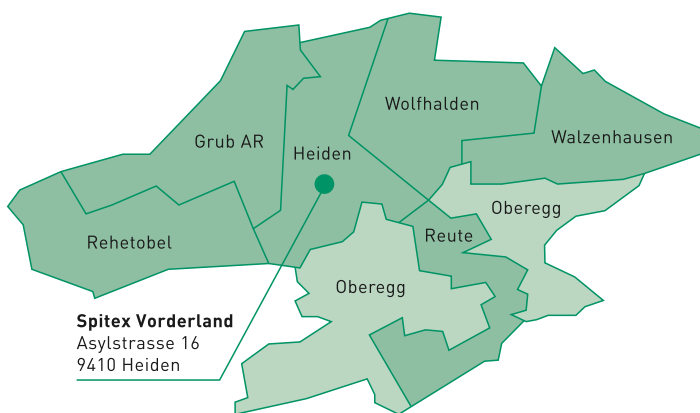 Wolfhalden
Walzenhausen
Grub AR
Heiden
Oberegg
Reute
Rehetobel
Oberegg
Spitex Vorderland
Asylstrasse 16
9410 Heiden